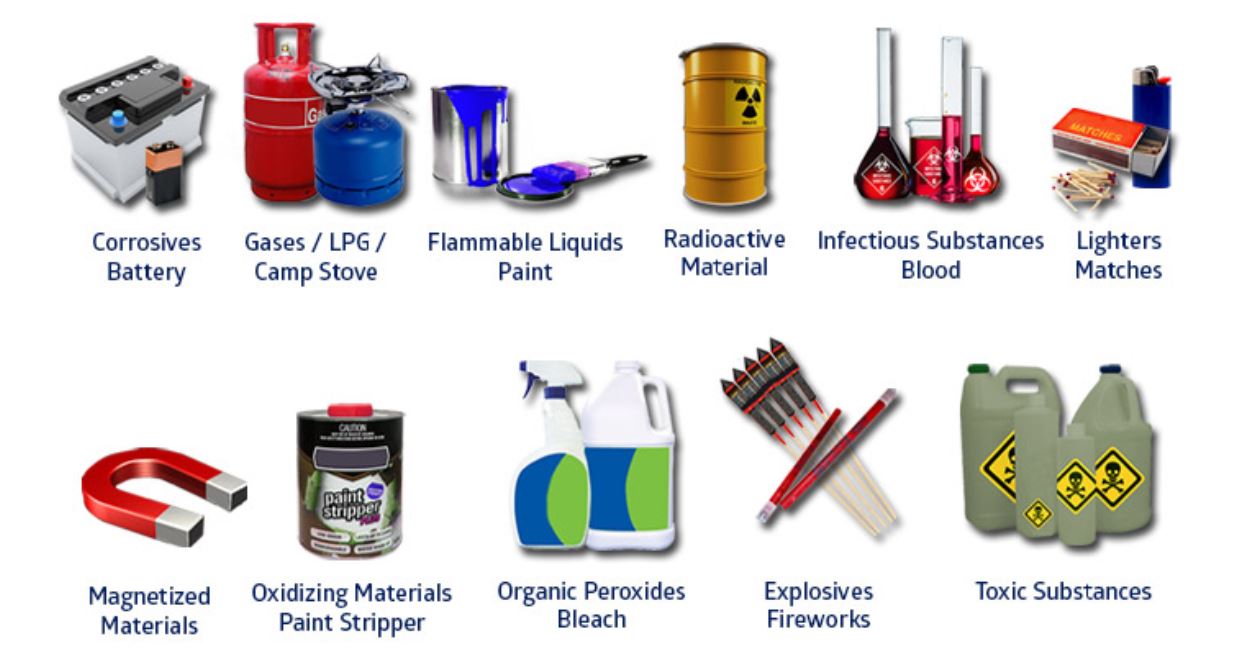 Corrosives
Battery
Gases / LPG /
Camp Stove
Flammable Liquids
Paint
Radioactive
Material
Infectious Substances
Blood
MATCHES
Lighters
Matches
CAUTION
paint
stripper
Magnetized
Materials
Oxidizing Materials
Paint Stripper
Organic Peroxides
Bleach
Explosives
Fireworks
Toxic Substances